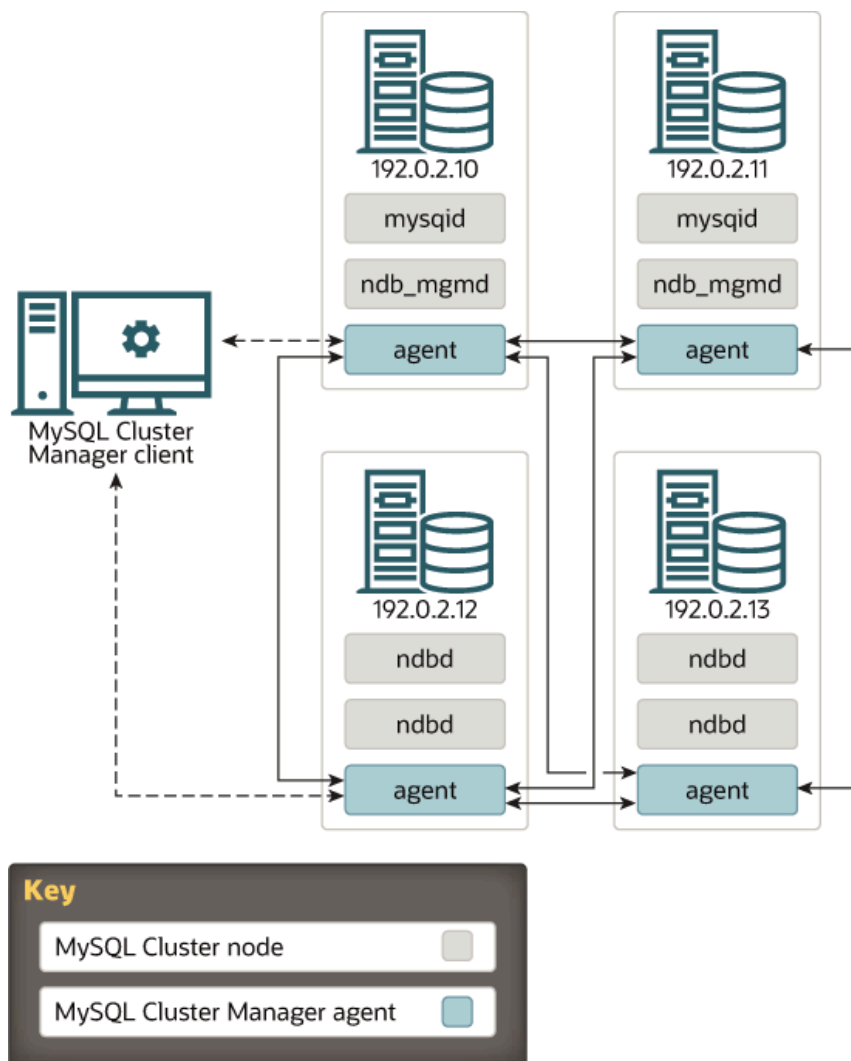 192.0.2.10
mysqid
ndb_mgmd
agent
192.0.2.11
mysqid
ndb_mgmd
agent
MySQL Cluster
Manager client
192.0.2.12
ndbd
ndbd
agent
192.0.2.13
ndbd
ndbd
agent
Key
MySQL Cluster node
MySQL Cluster Manager agent